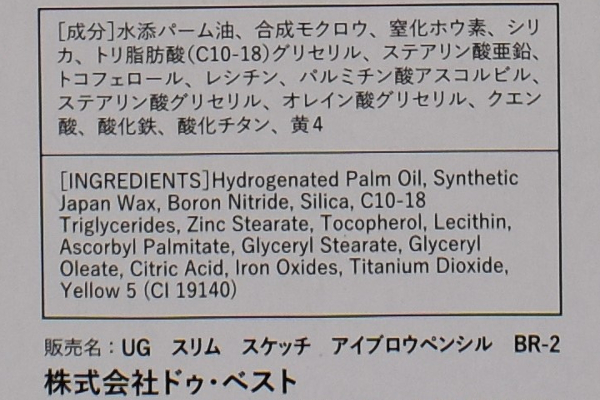 [成分]水添パーム油、合成モクロウ、窒化ホウ素、シリ
カ、トリ脂肪酸(C10-18)グリセリル、ステアリン酸亜鉛、
トコフェロール、レシチン、パルミチン酸アスコルビル、
ステアリン酸グリセリル、オレイン酸グリセリル、クエン
酸、酸化鉄、酸化チタン、黄4
[INGREDIENTS]Hydrogenated Palm Oil, Synthetic
Japan Wax, Boron Nitride, Silica, C10-18
Triglycerides, Zinc Stearate, Tocopherol, Lecithin,
Ascorbyl Palmitate, Glyceryl Stearate, Glyceryl
Oleate, Citric Acid, Iron Oxides, Titanium Dioxide,
Yellow 5 (CI 19140)
販売名：UG スリム スケッチ アイブロウペンシル BR-2
株式会社ドゥ・ベスト